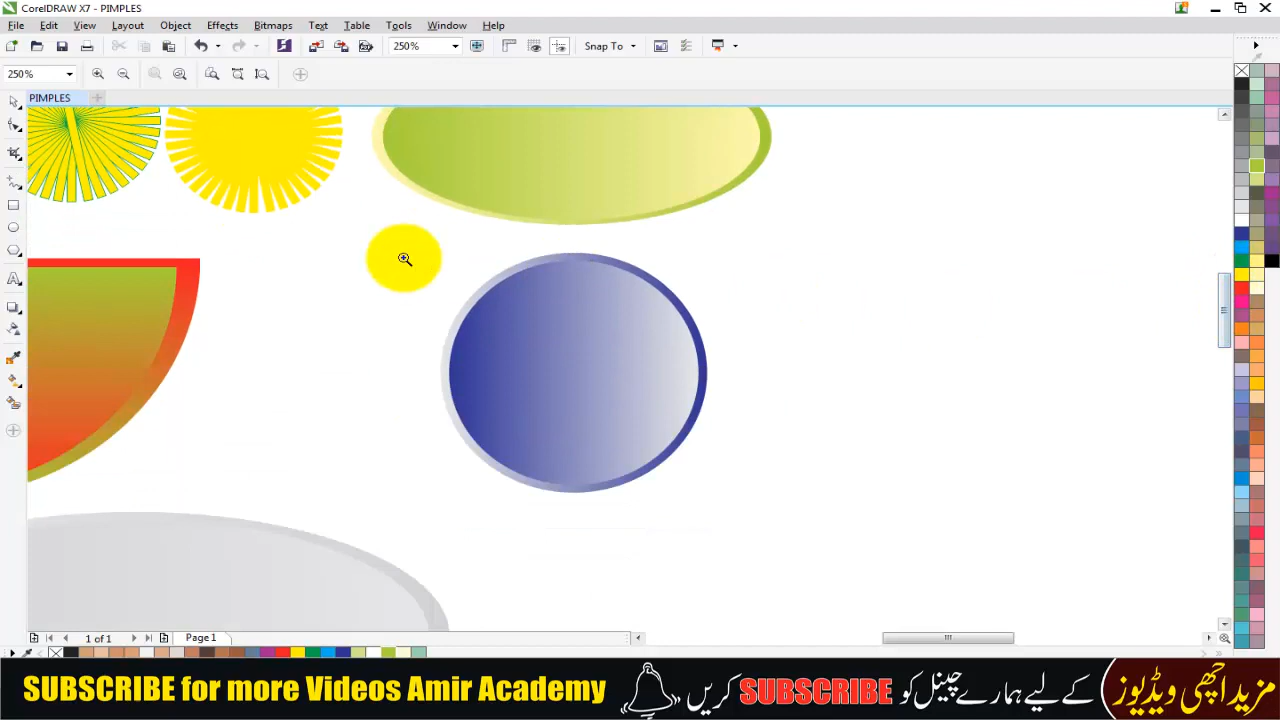 CorelDRAW X7 - PIMPLES
File Edit View Layout Object Effects Bitmaps Text Table Tools Window Help
250% Snap To
250%
PIMPLES
1 of 1 Page1
SUBSCRIBE for more Videos Amir Academy
مزید اچھی ویڈیوز کے لیے ہمارے چینل کو SUBSCRIBE کریں